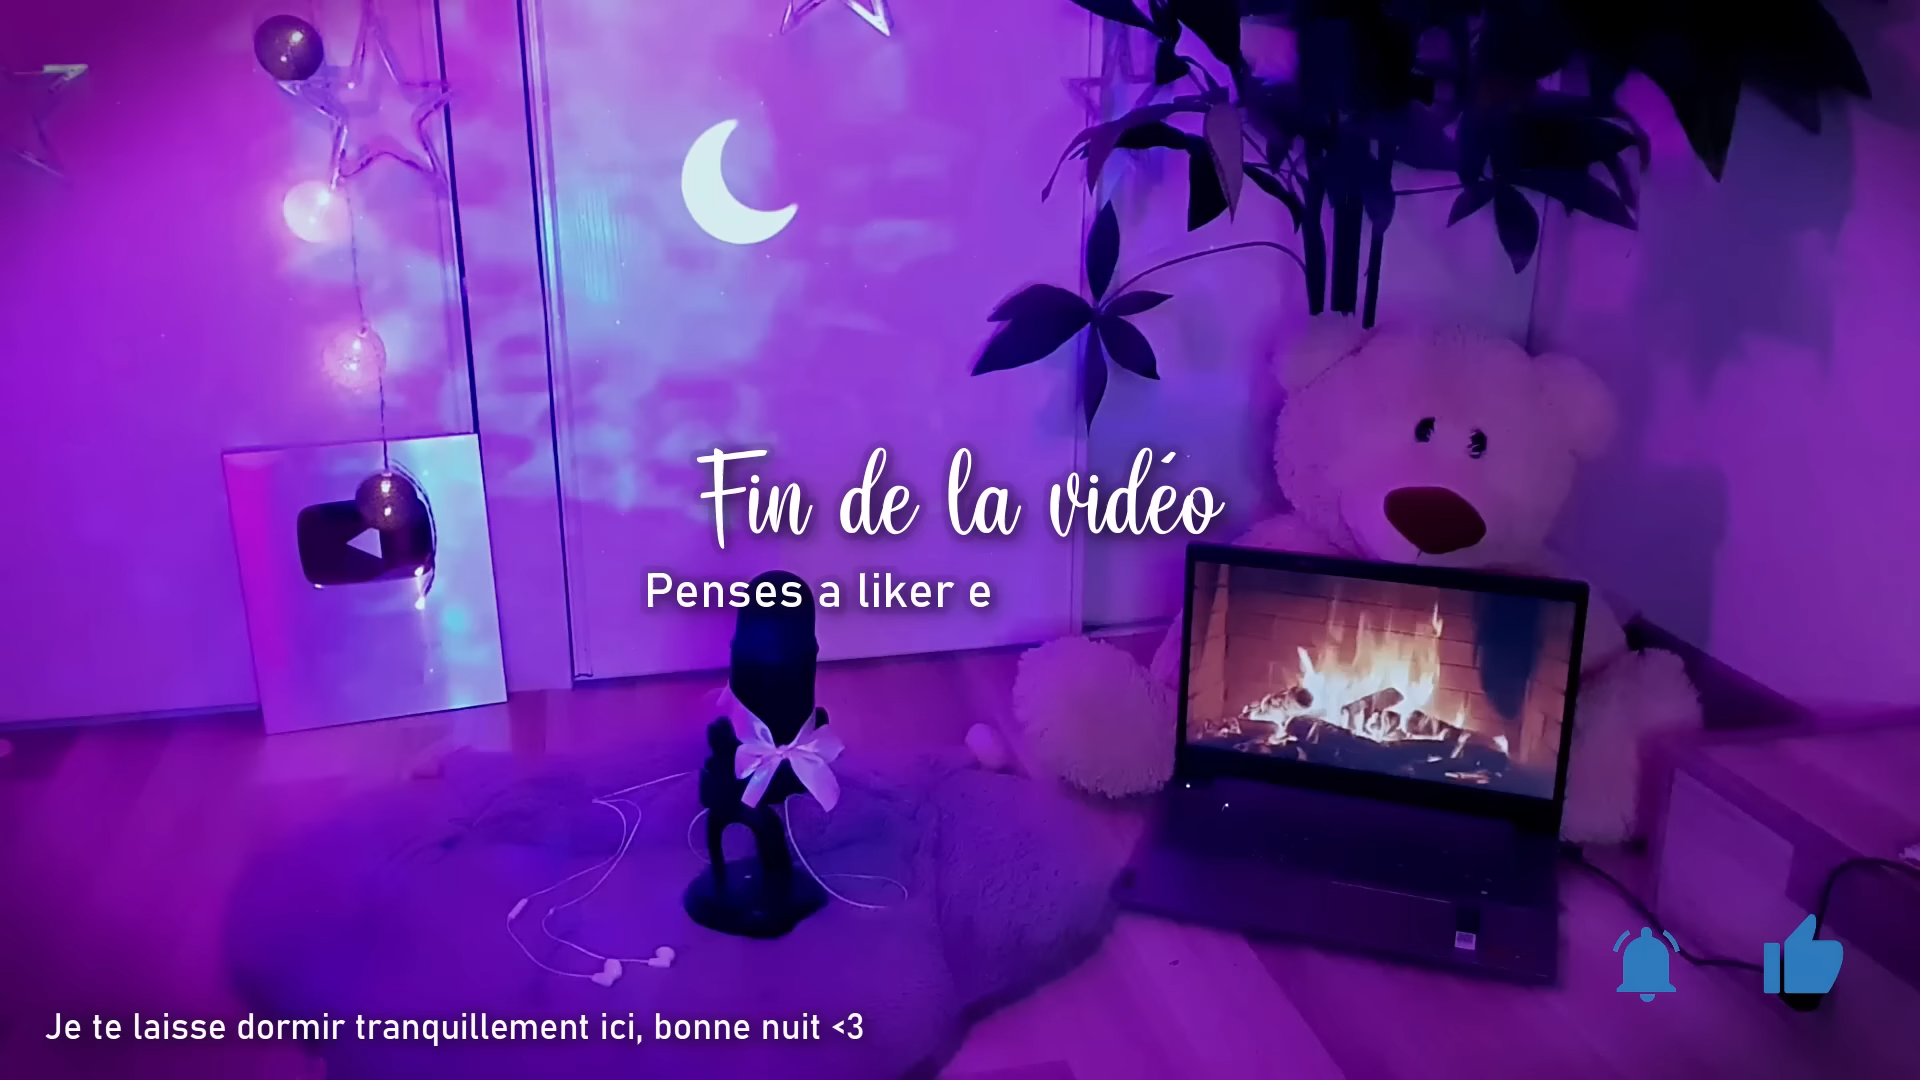 Fin de la vidéo
Penses a liker e
Je te laisse dormir tranquillement ici, bonne nuit <3